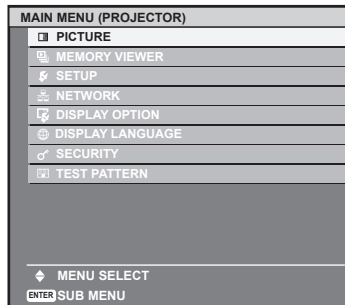 MAIN MENU (PROJECTOR)
PICTURE
MEMORY VIEWER
SETUP
NETWORK
DISPLAY OPTION
DISPLAY LANGUAGE
SECURITY
TEST PATTERN
MENU SELECT
ENTER SUB MENU